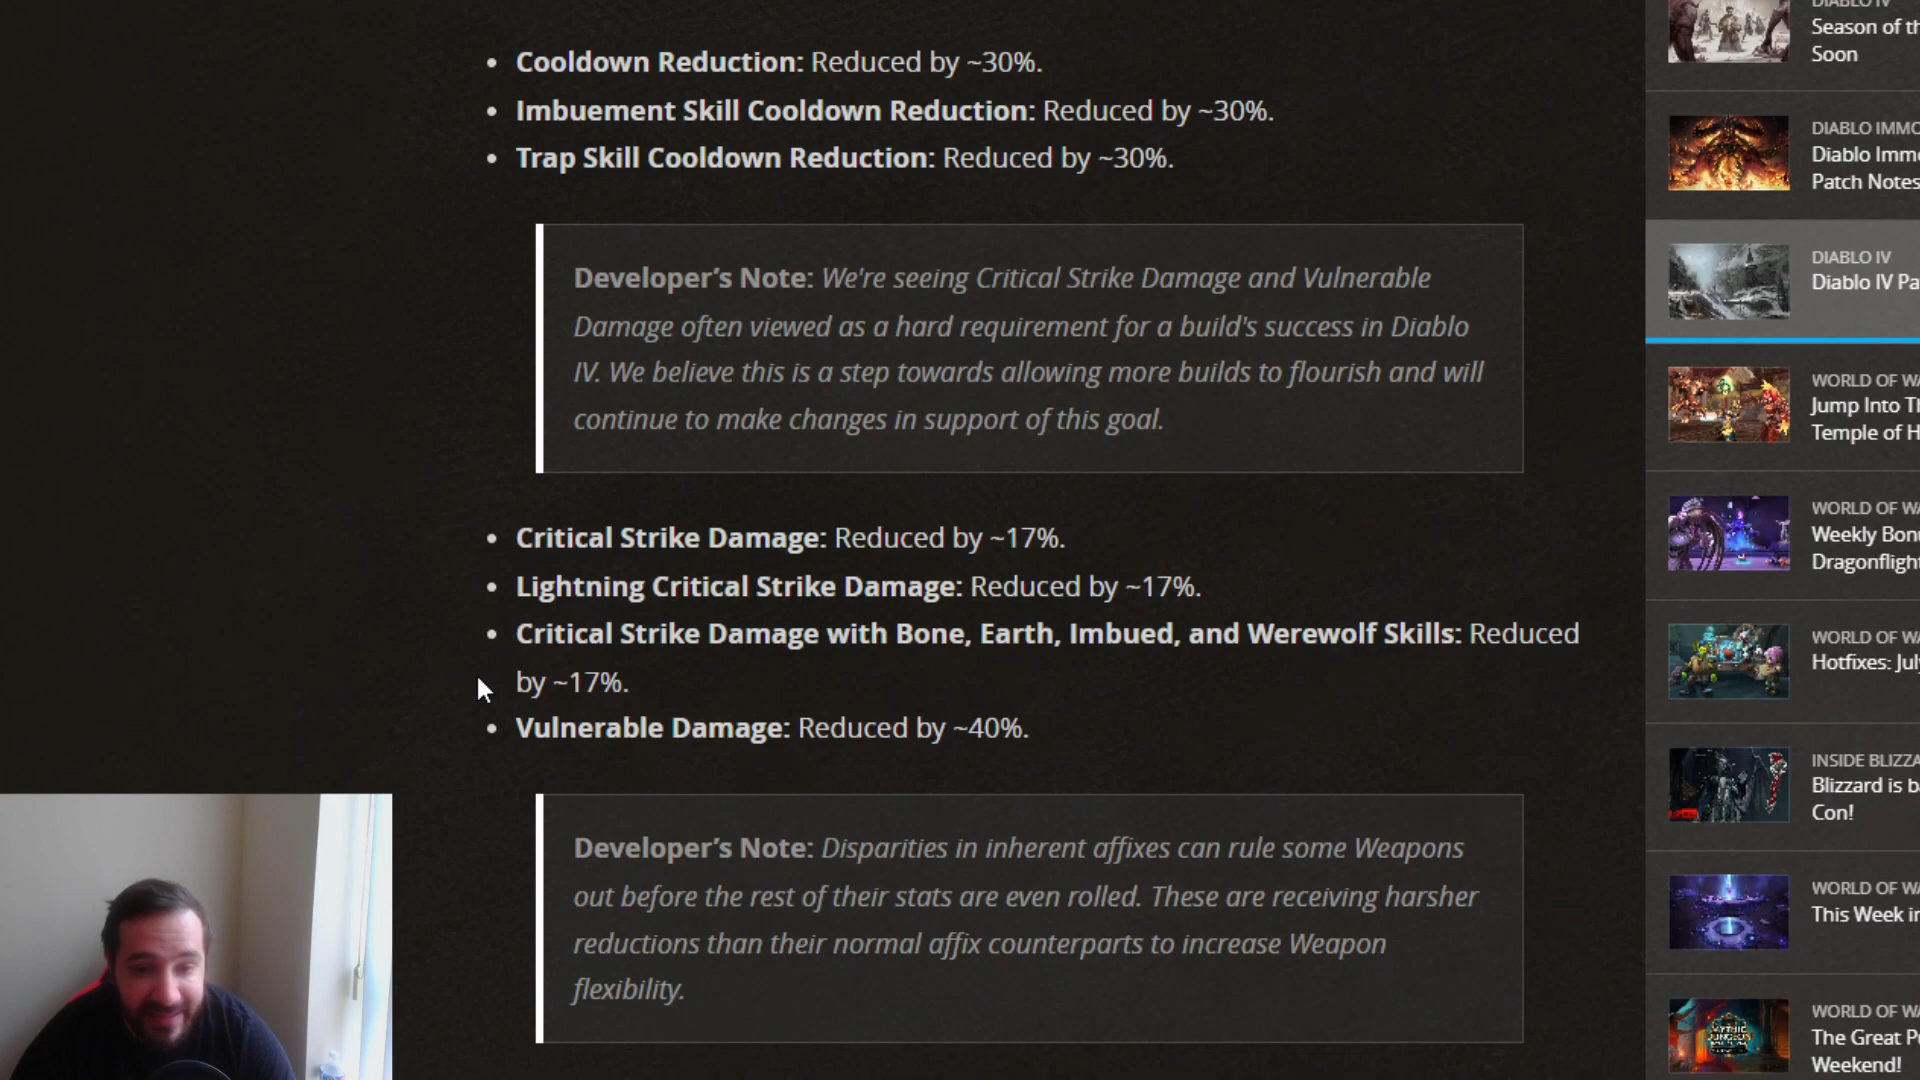 Cooldown Reduction: Reduced by ~30%.
Imbuement Skill Cooldown Reduction: Reduced by ~30%.
Trap Skill Cooldown Reduction: Reduced by ~30%.
Developer’s Note: We're seeing Critical Strike Damage and Vulnerable
Damage often viewed as a hard requirement for a build's success in Diablo
IV. We believe this is a step towards allowing more builds to flourish and will
continue to make changes in support of this goal.
Critical Strike Damage: Reduced by ~17%.
Lightning Critical Strike Damage: Reduced by ~17%.
Critical Strike Damage with Bone, Earth, Imbued, and Werewolf Skills: Reduced
by ~17%.
Vulnerable Damage: Reduced by ~40%.
Developer’s Note: Disparities in inherent affixes can rule some Weapons
out before the rest of their stats are even rolled. These are receiving harsher
reductions than their normal affix counterparts to increase Weapon
flexibility.
DIABLO IV
Season of th
Soon
DIABLO IMMO
Diablo Immo
Patch Notes
DIABLO IV
Diablo IV Pa
WORLD OF WA
Jump Into Th
Temple of H
WORLD OF WA
Weekly Bonu
Dragonflight
WORLD OF WA
Hotfixes: July
INSIDE BLIZZA
Blizzard is b
Con!
WORLD OF WA
This Week in
WORLD OF WA
The Great Pu
Weekend!